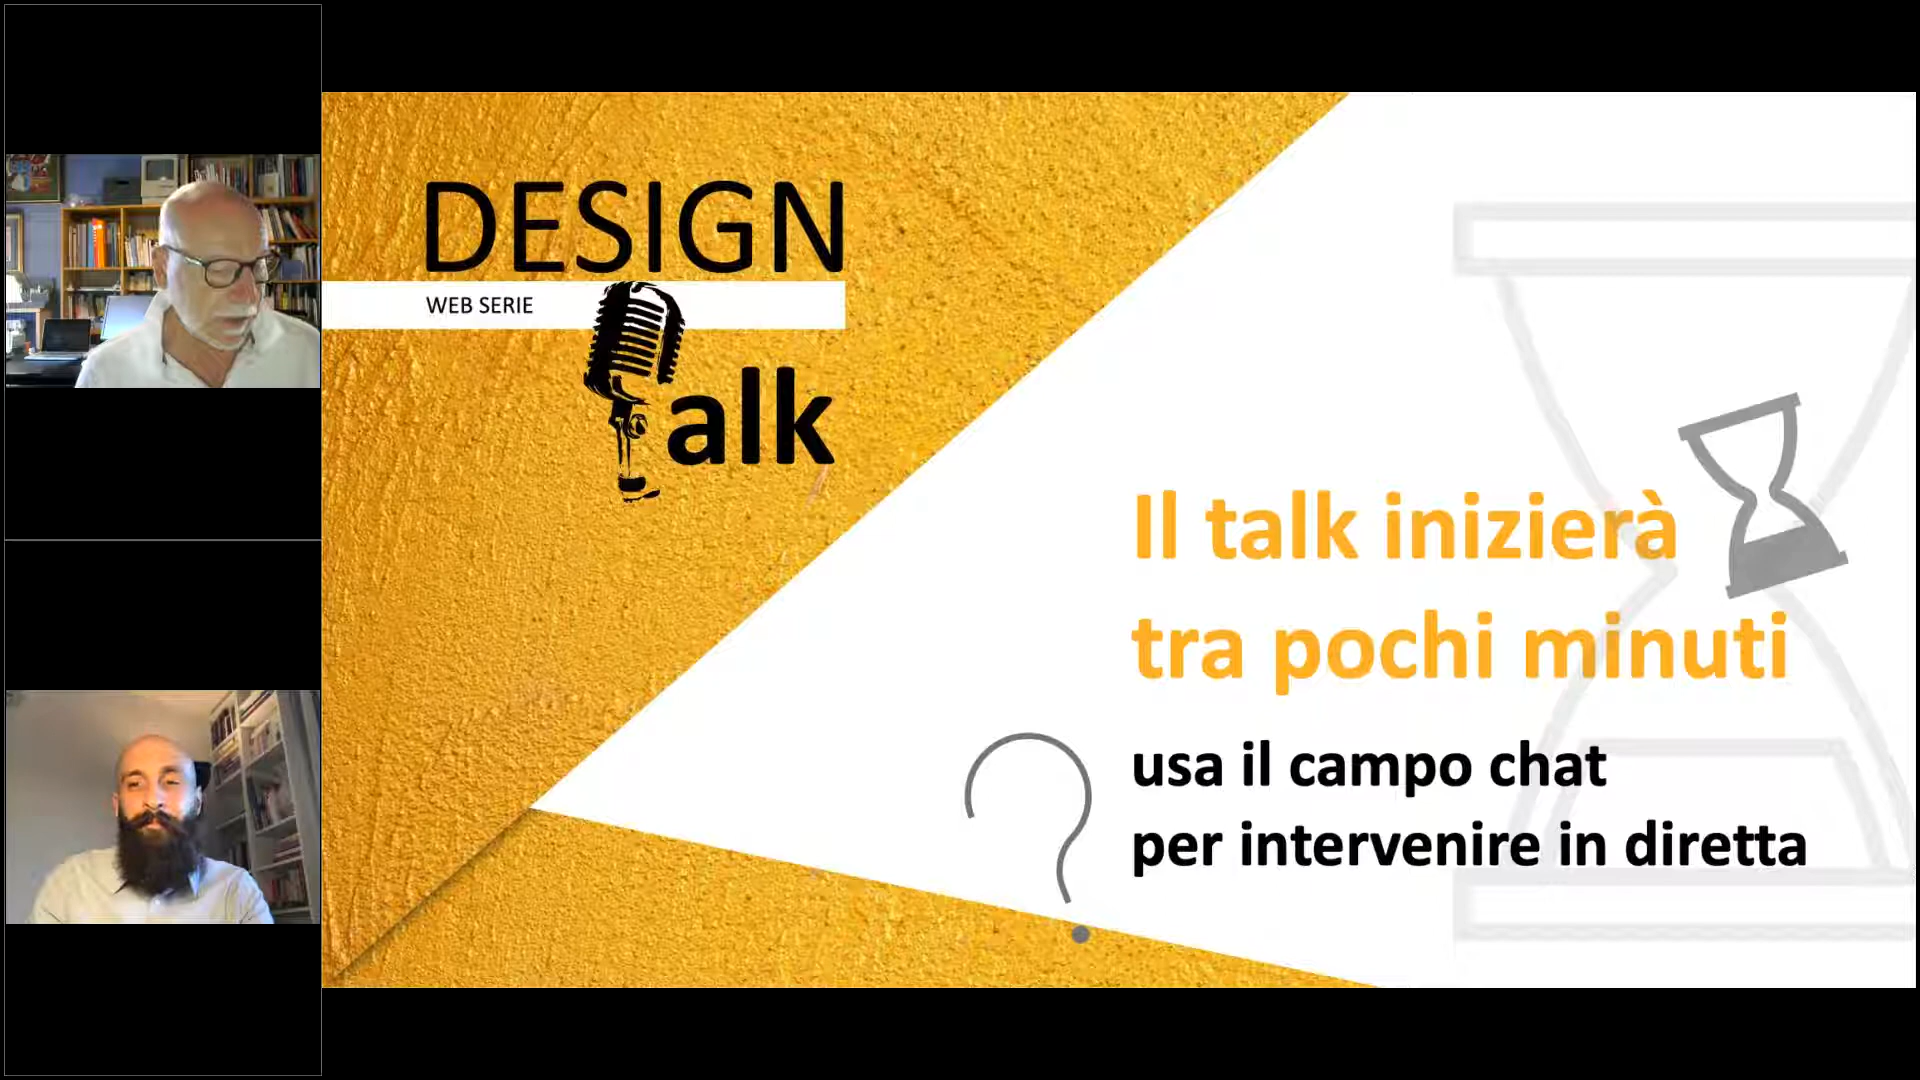 DESIGN
WEB SERIE
alk
Il talk inizierà
tra pochi minuti
usa il campo chat
per intervenire in diretta